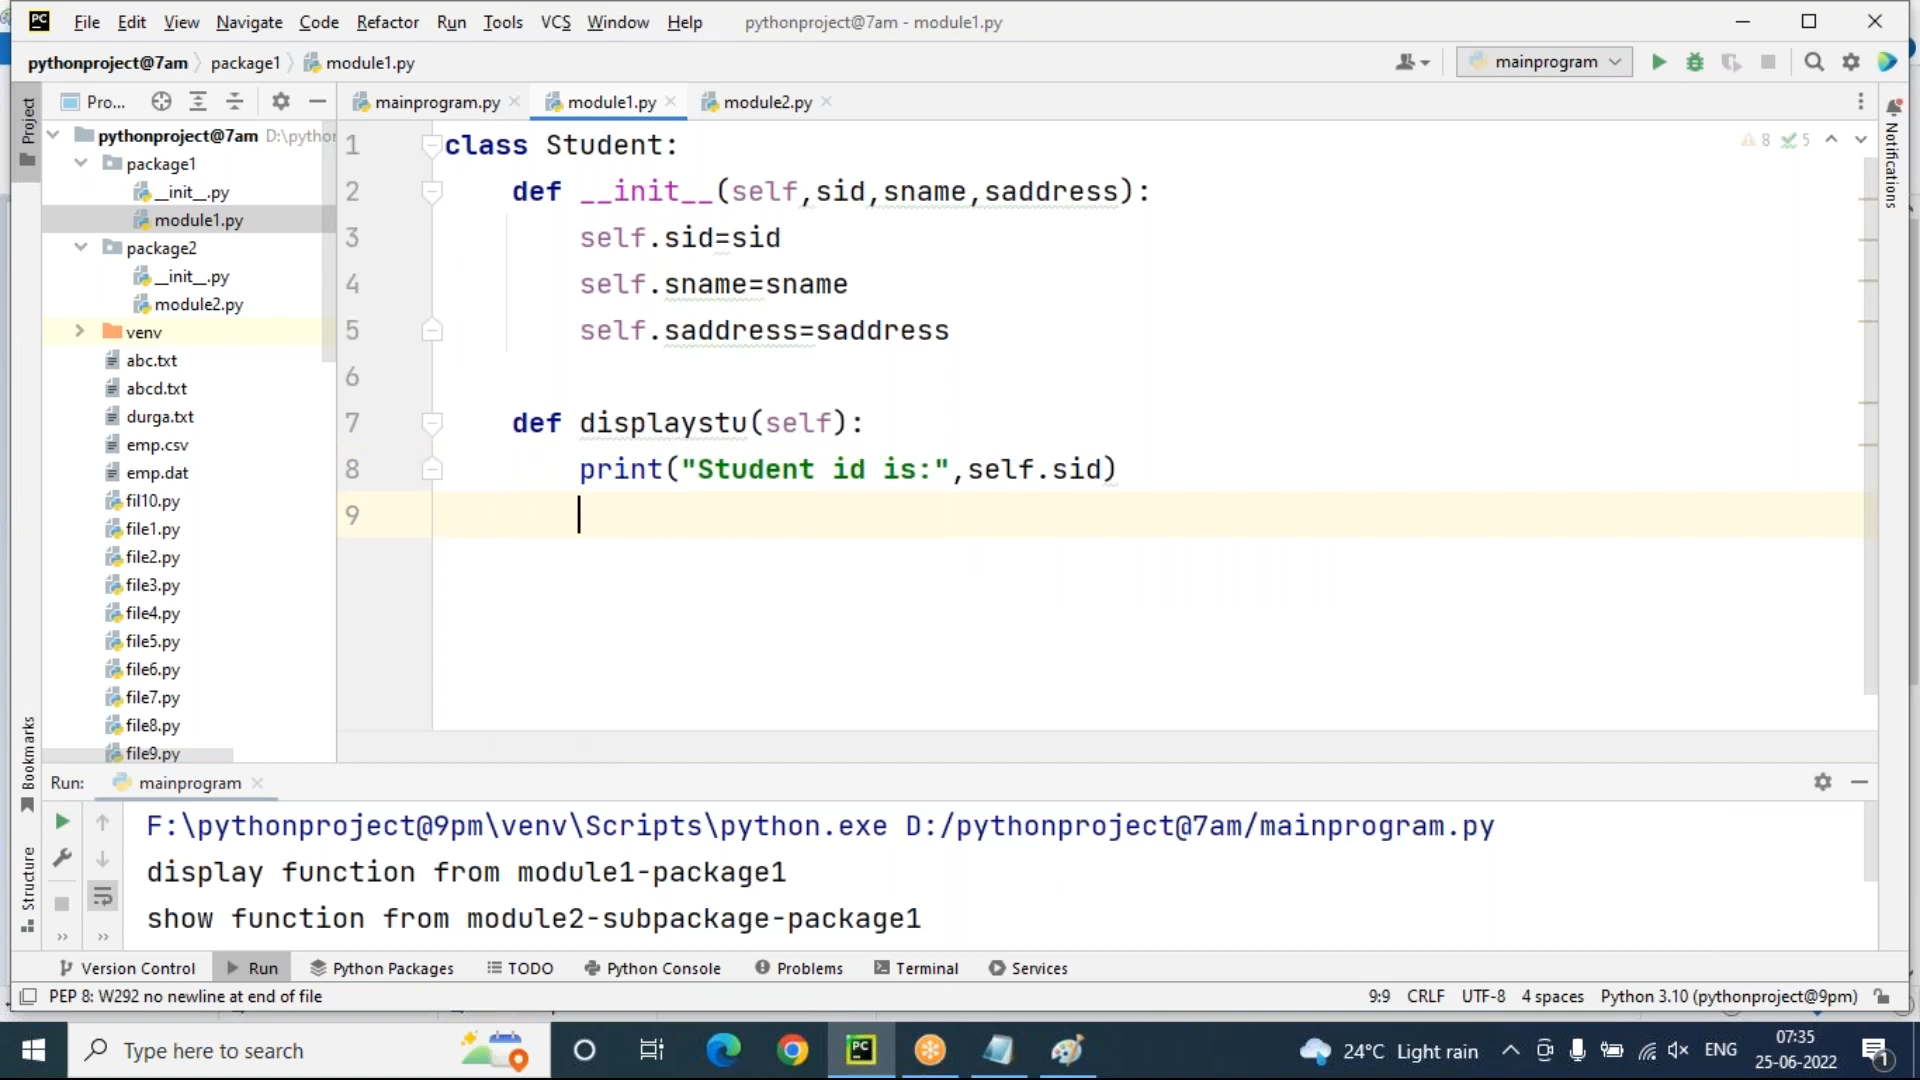 PC File Edit View Navigate Code Refactor Run Tools VCS Window Help pythonproject@7am - module1.py
pythonproject@7am package1 module1.py mainprogram
Project Pro... mainprogram.py module1.py module2.py
pythonproject@7am D:\pytho
package1
__init__.py
module1.py
package2
__init__.py
module2.py
venv
abc.txt
abcd.txt
durga.txt
emp.csv
emp.dat
fil10.py
file1.py
file2.py
file3.py
file4.py
file5.py
file6.py
file7.py
file8.py
file9.py
1 class Student:
2 def __init__(self,sid,sname,saddress):
3 self.sid=sid
4 self.sname=sname
5 self.saddress=saddress
6
7 def displaystu(self):
8 print("Student id is:",self.sid)
9
8 5
Notifications
Bookmarks
Structure
Run: mainprogram
F:\pythonproject@9pm\venv\Scripts\python.exe D:/pythonproject@7am/mainprogram.py
display function from module1-package1
show function from module2-subpackage-package1
Version Control Run Python Packages TODO Python Console Problems Terminal Services
PEP 8: W292 no newline at end of file 9:9 CRLF UTF-8 4 spaces Python 3.10 (pythonproject@9pm)
Type here to search PC 24°C Light rain ENG 07:35
25-06-2022 1